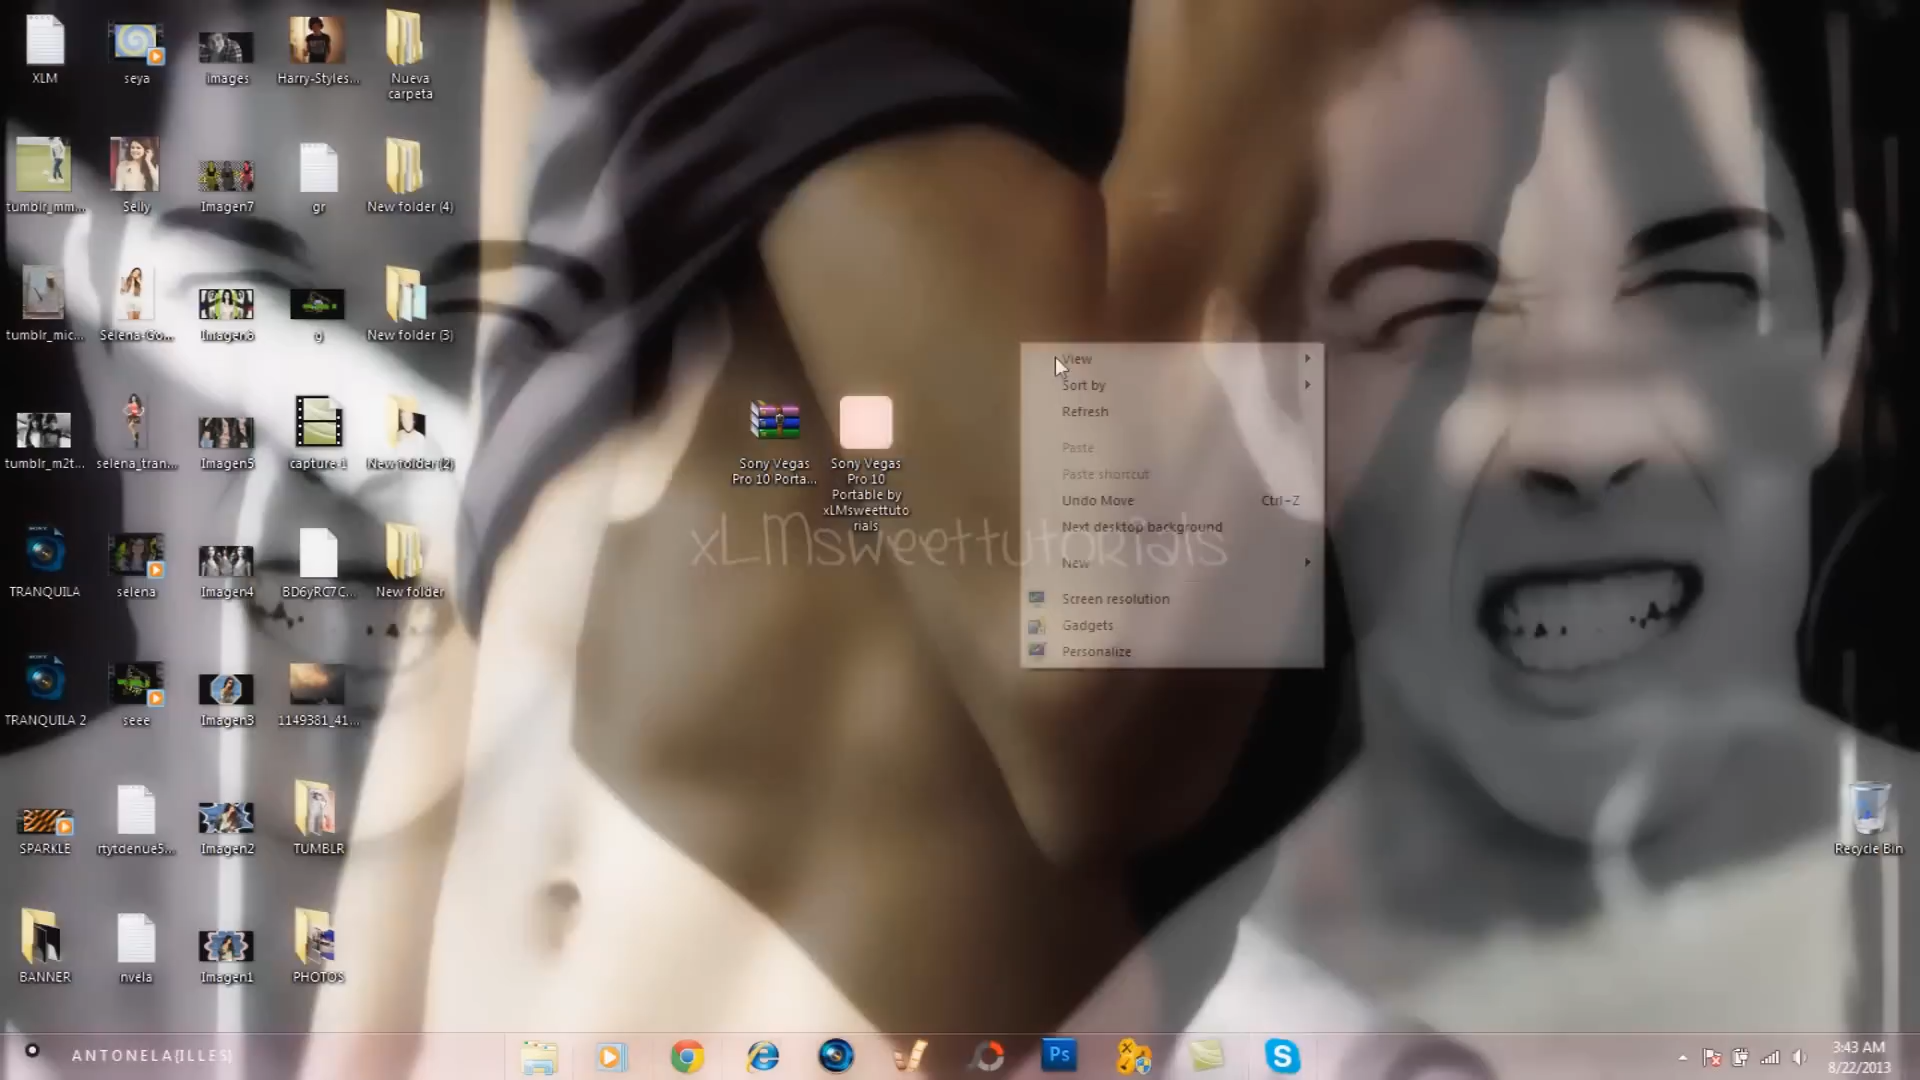 XLM
seya
images
Harry-Styles...
Nueva
carpeta
tumblr_mm...
Selly
Imagen7
gr
New folder (4)
tumblr_mic...
Selena-Go...
Imagen6
g
New folder (3)
tumblr_m2t...
selena_tran...
Imagen5
capture-1
New folder (2)
TRANQUILA
selena
Imagen4
BD6yRC7C...
New folder
TRANQUILA 2
seee
Imagen3
1149381_41...
SPARKLE
rtytdenue5...
Imagen2
TUMBLR
BANNER
nvela
Imagen1
PHOTOS
Sony Vegas
Pro 10 Porta...
Sony Vegas
Pro 10
Portable by
xLMsweettuto
rials
xLMsweettutorials
View
Sort by
Refresh
Paste
Paste shortcut
Undo Move Ctrl+Z
Next desktop background
New
Screen resolution
Gadgets
Personalize
Recycle Bin
ANTONELA{ILLES}
Ps
S
3:43 AM
8/22/2013